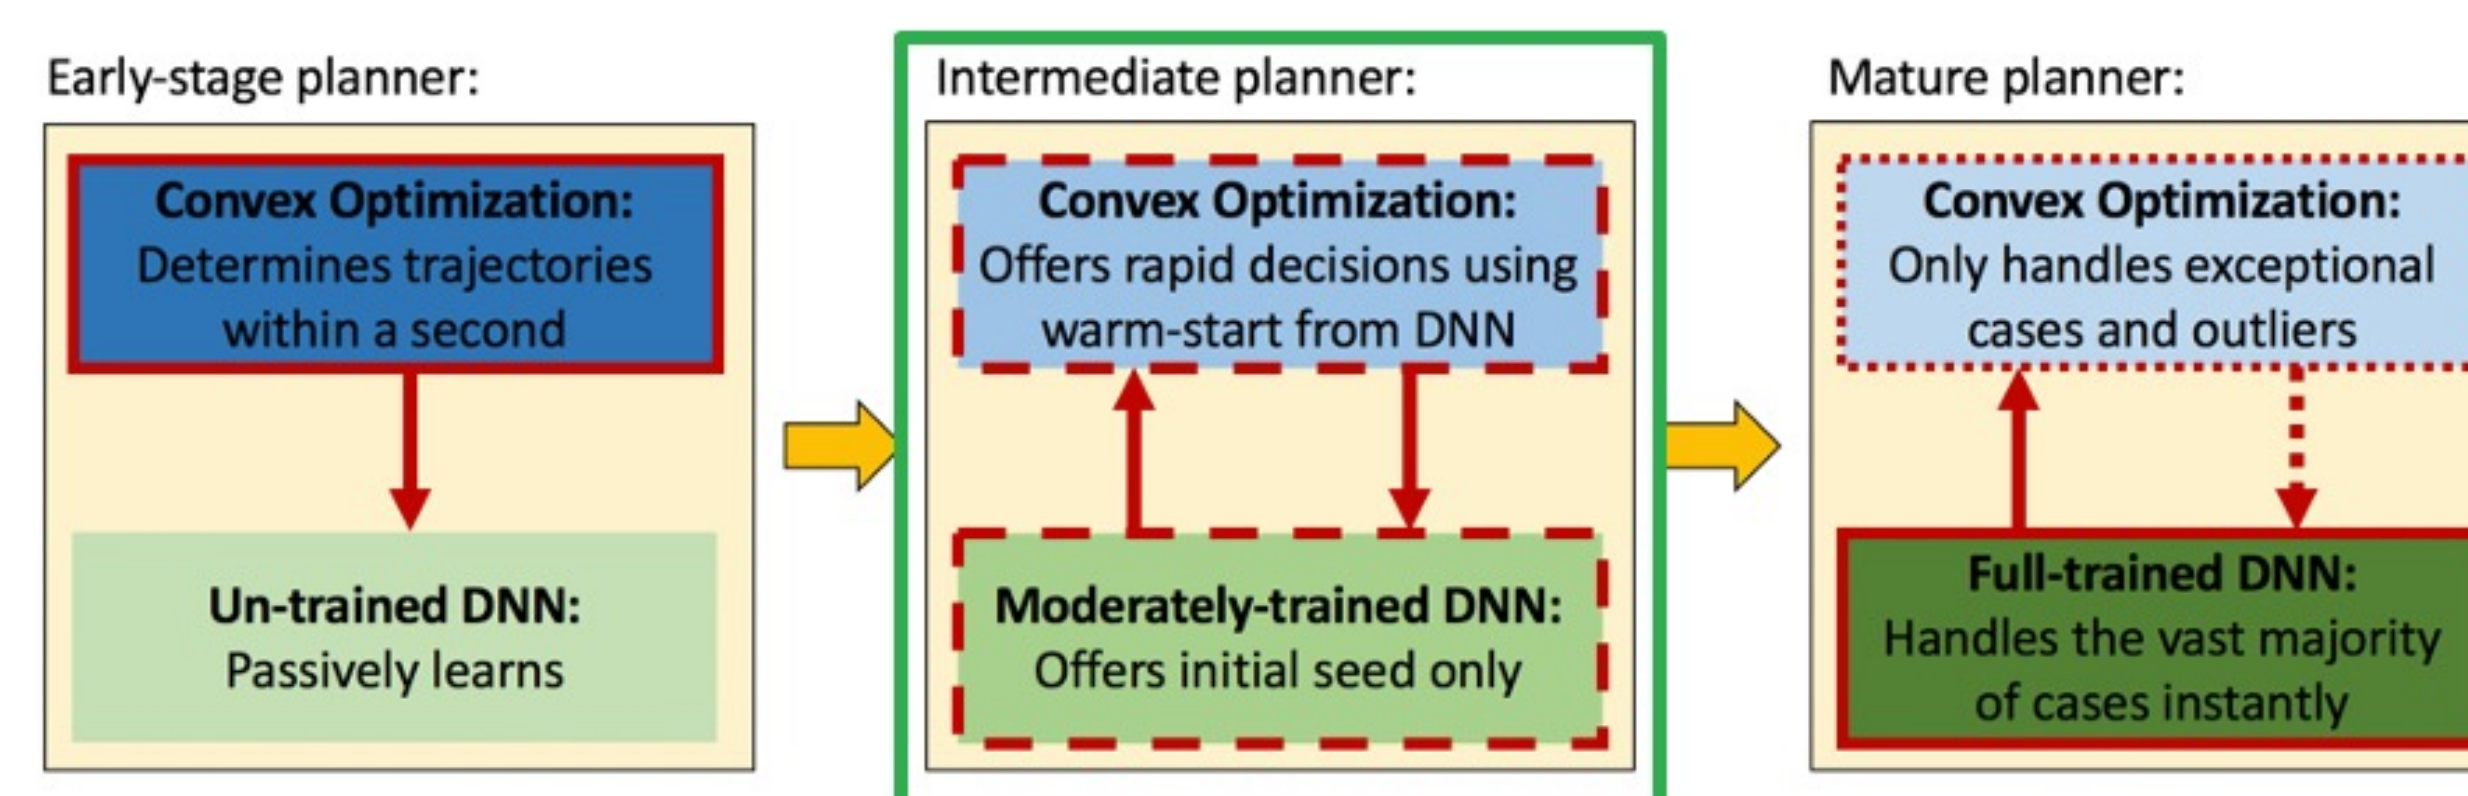 Early-stage planner:
Convex Optimization:
Determines trajectories
within a second
Un-trained DNN:
Passively learns
Intermediate planner:
Convex Optimization:
Offers rapid decisions using
warm-start from DNN
Moderately-trained DNN:
Offers initial seed only
Mature planner:
Convex Optimization:
Only handles exceptional
cases and outliers
Full-trained DNN:
Handles the vast majority
of cases instantly